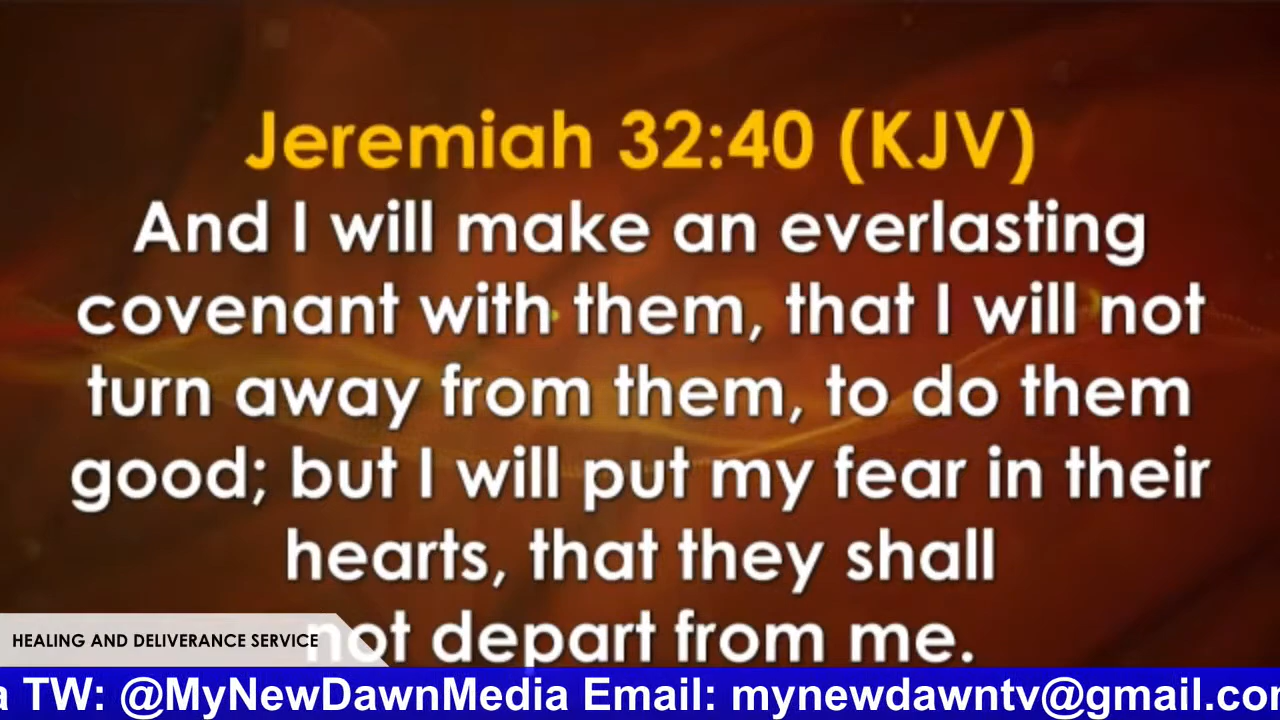 Jeremiah 32:40 (KJV)
And I will make an everlasting
covenant with them, that I will not
turn away from them, to do them
good; but I will put my fear in their
hearts, that they shall
not depart from me.
HEALING AND DELIVERANCE SERVICE
a TW: @MyNewDawnMedia Email: mynewdawntv@gmail.com